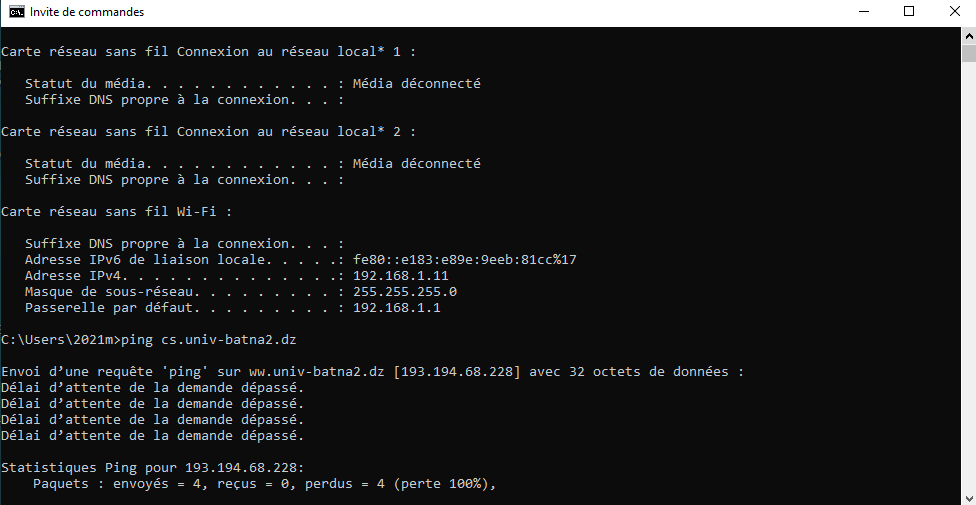 Invite de commandes
Carte réseau sans fil Connexion au réseau local* 1 :
Statut du média. . . . . . . . . . . . : Média déconnecté
Suffixe DNS propre à la connexion. . . :
Carte réseau sans fil Connexion au réseau local* 2 :
Statut du média. . . . . . . . . . . . : Média déconnecté
Suffixe DNS propre à la connexion. . . :
Carte réseau sans fil Wi-Fi :
Suffixe DNS propre à la connexion. . . :
Adresse IPv6 de liaison locale. . . . .: fe80::e183:e89e:9eeb:81cc%17
Adresse IPv4. . . . . . . . . . . . . .: 192.168.1.11
Masque de sous-réseau. . . . . . . . . : 255.255.255.0
Passerelle par défaut. . . . . . . . . : 192.168.1.1
C:\Users\2021m>ping cs.univ-batna2.dz
Envoi d’une requête 'ping' sur ww.univ-batna2.dz [193.194.68.228] avec 32 octets de données :
Délai d’attente de la demande dépassé.
Délai d’attente de la demande dépassé.
Délai d’attente de la demande dépassé.
Délai d’attente de la demande dépassé.
Statistiques Ping pour 193.194.68.228:
Paquets : envoyés = 4, reçus = 0, perdus = 4 (perte 100%),